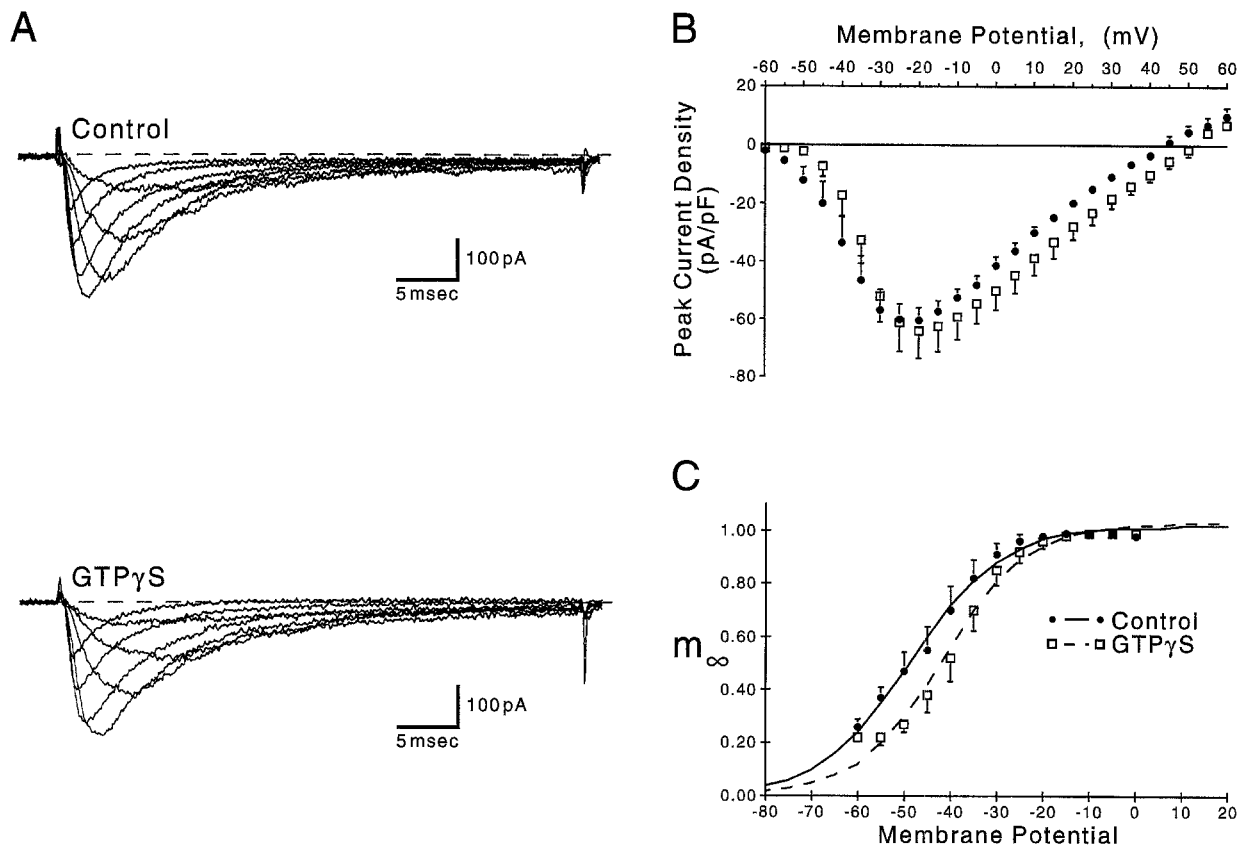 A
Control
100 pA
5 msec
GTPγS
100 pA
5 msec
B
Membrane Potential, (mV)
-60 -50 -40 -30 -20 -10 0 10 20 30 40 50 60
20
0
-20
-40
-60
-80
Peak Current Density
(pA/pF)
C
1.00
0.80
0.60
0.40
0.20
0.00
m∞
Control
GTPγS
-80 -70 -60 -50 -40 -30 -20 -10 0 10 20
Membrane Potential